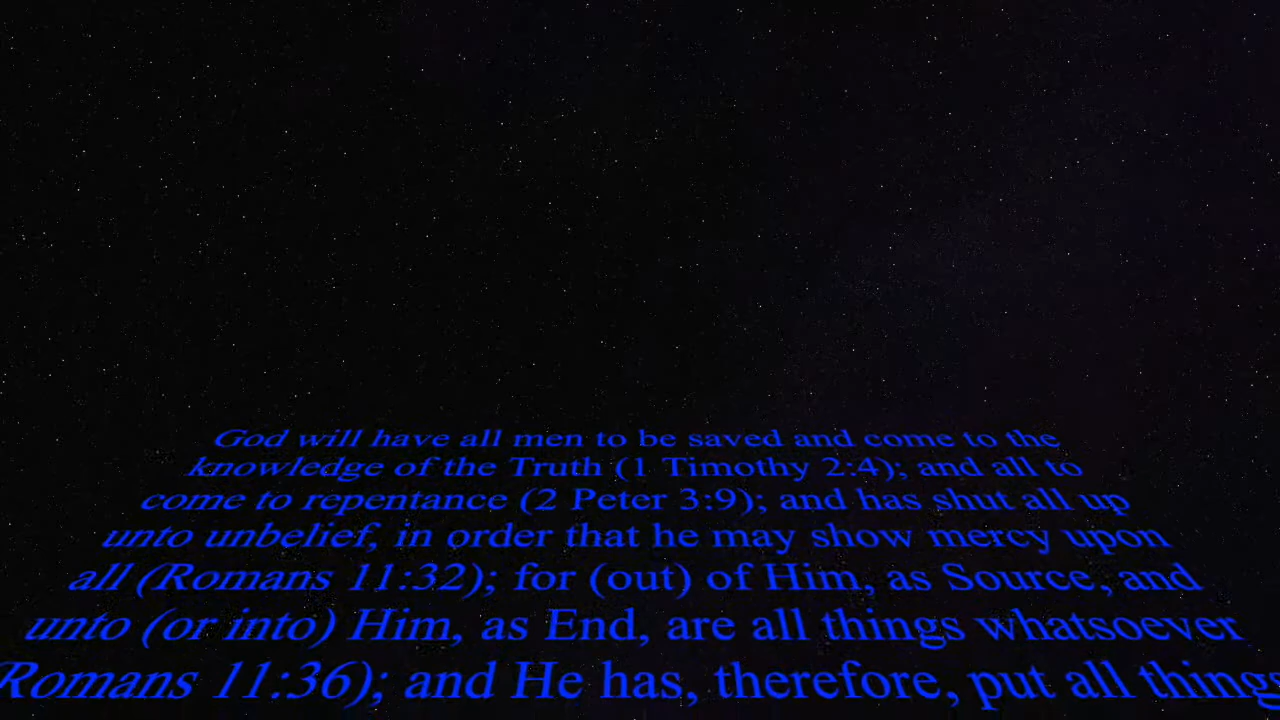 God will have all men to be saved and come to the
knowledge of the Truth (1 Timothy 2:4); and all to
come to repentance (2 Peter 3:9); and has shut all up
unto unbelief, in order that he may show mercy upon
all (Romans 11:32); for (out) of Him, as Source, and
unto (or into) Him, as End, are all things whatsoever
(Romans 11:36); and He has, therefore, put all things